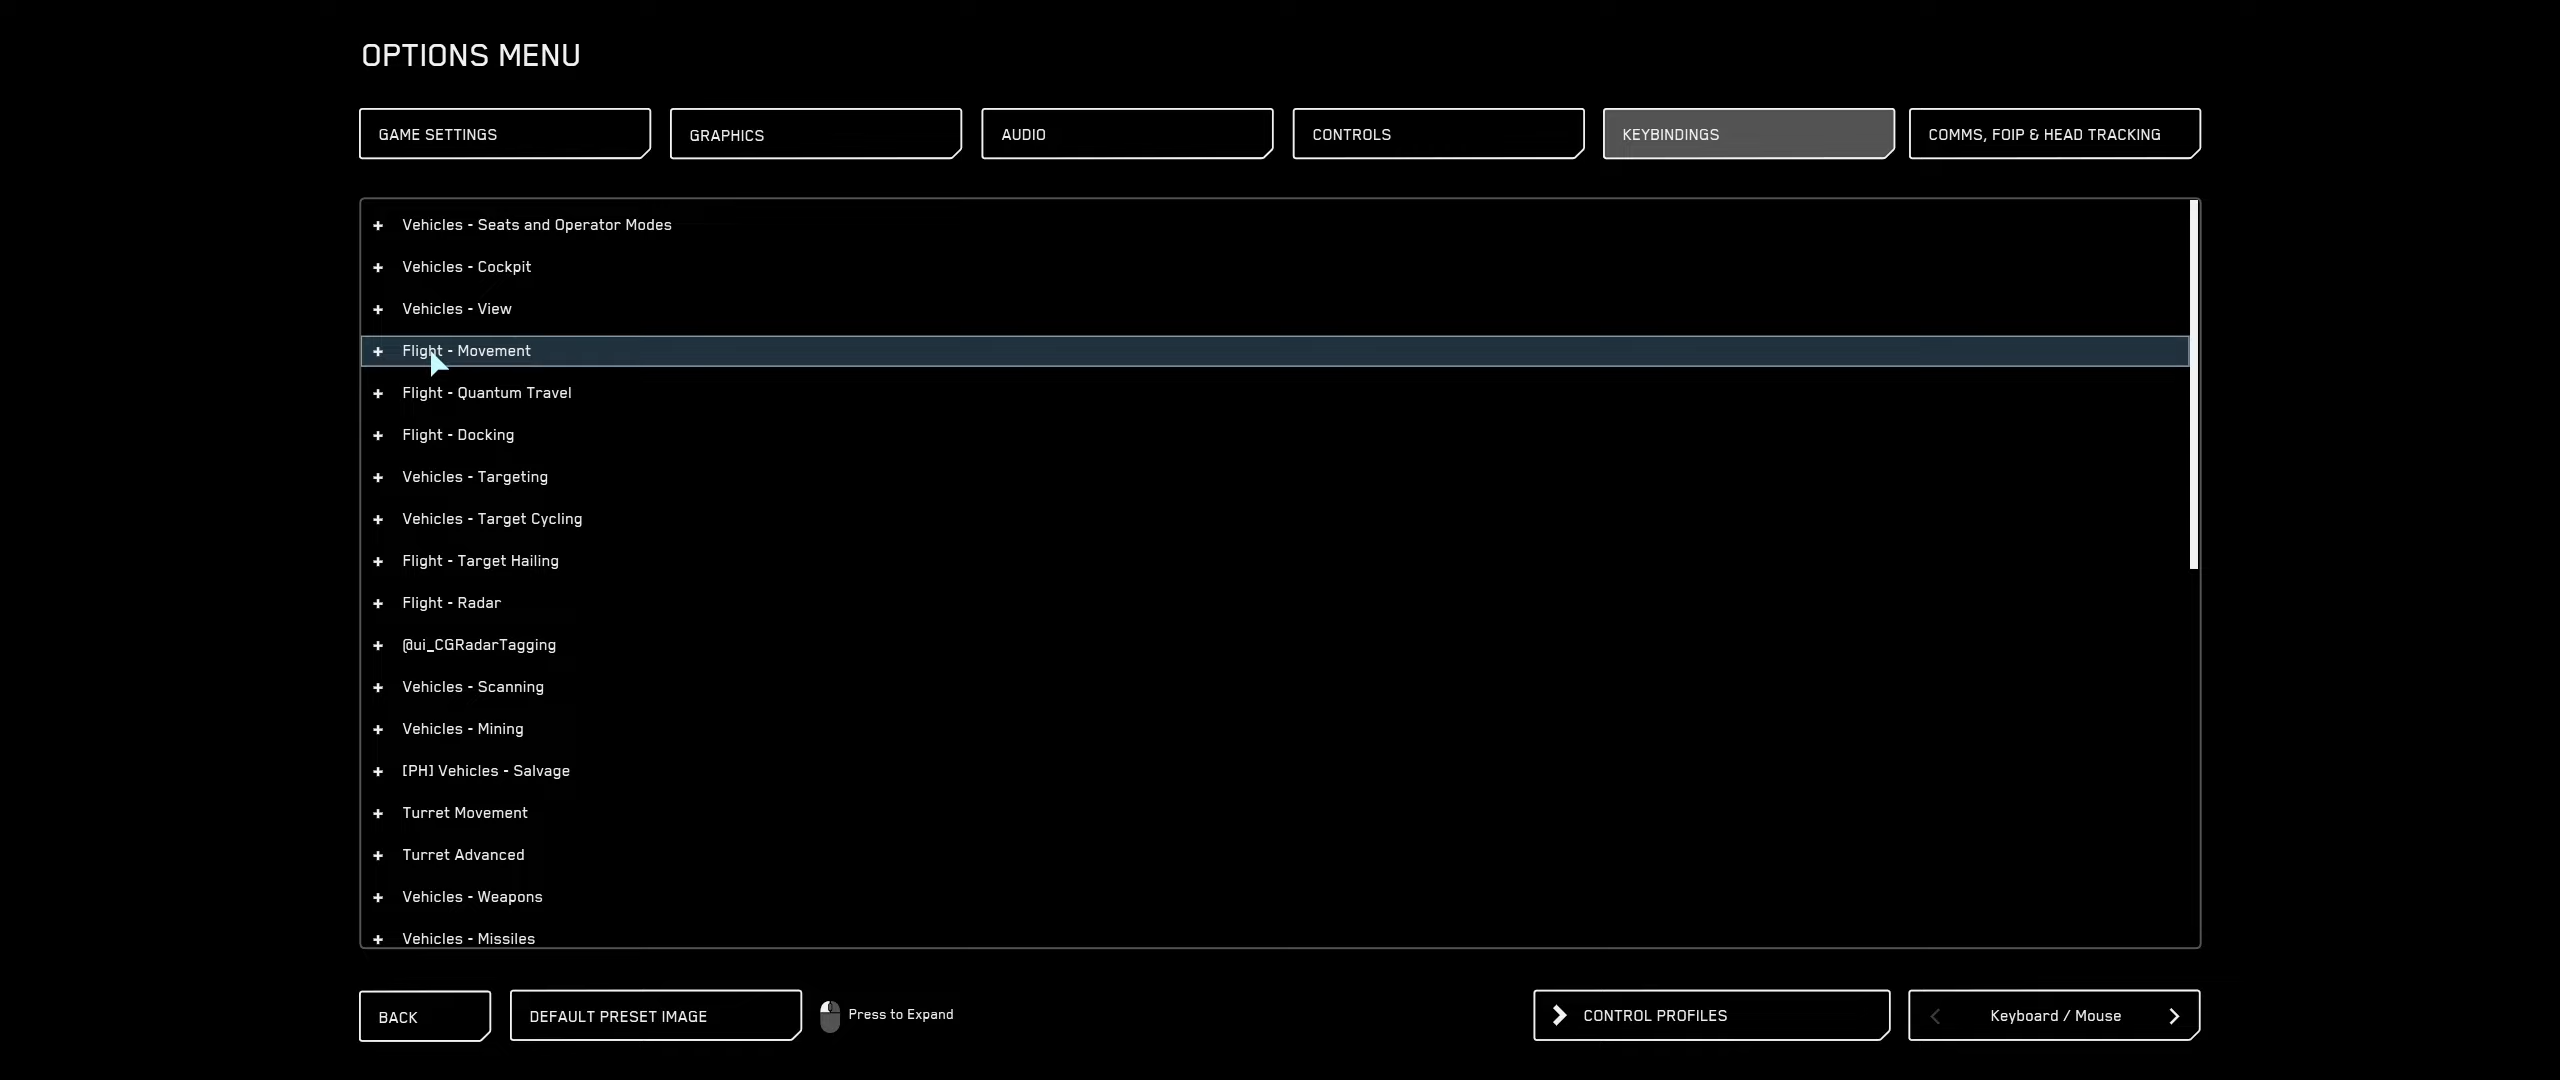 OPTIONS MENU
GAME SETTINGS
GRAPHICS
AUDIO
CONTROLS
KEYBINDINGS
COMMS, FOIP & HEAD TRACKING
+ Vehicles - Seats and Operator Modes
+ Vehicles - Cockpit
+ Vehicles - View
+ Flight - Movement
+ Flight - Quantum Travel
+ Flight - Docking
+ Vehicles - Targeting
+ Vehicles - Target Cycling
+ Flight - Target Hailing
+ Flight - Radar
+ @ui_CGRadarTagging
+ Vehicles - Scanning
+ Vehicles - Mining
+ [PH] Vehicles - Salvage
+ Turret Movement
+ Turret Advanced
+ Vehicles - Weapons
+ Vehicles - Missiles
BACK
DEFAULT PRESET IMAGE
Press to Expand
CONTROL PROFILES
Keyboard / Mouse